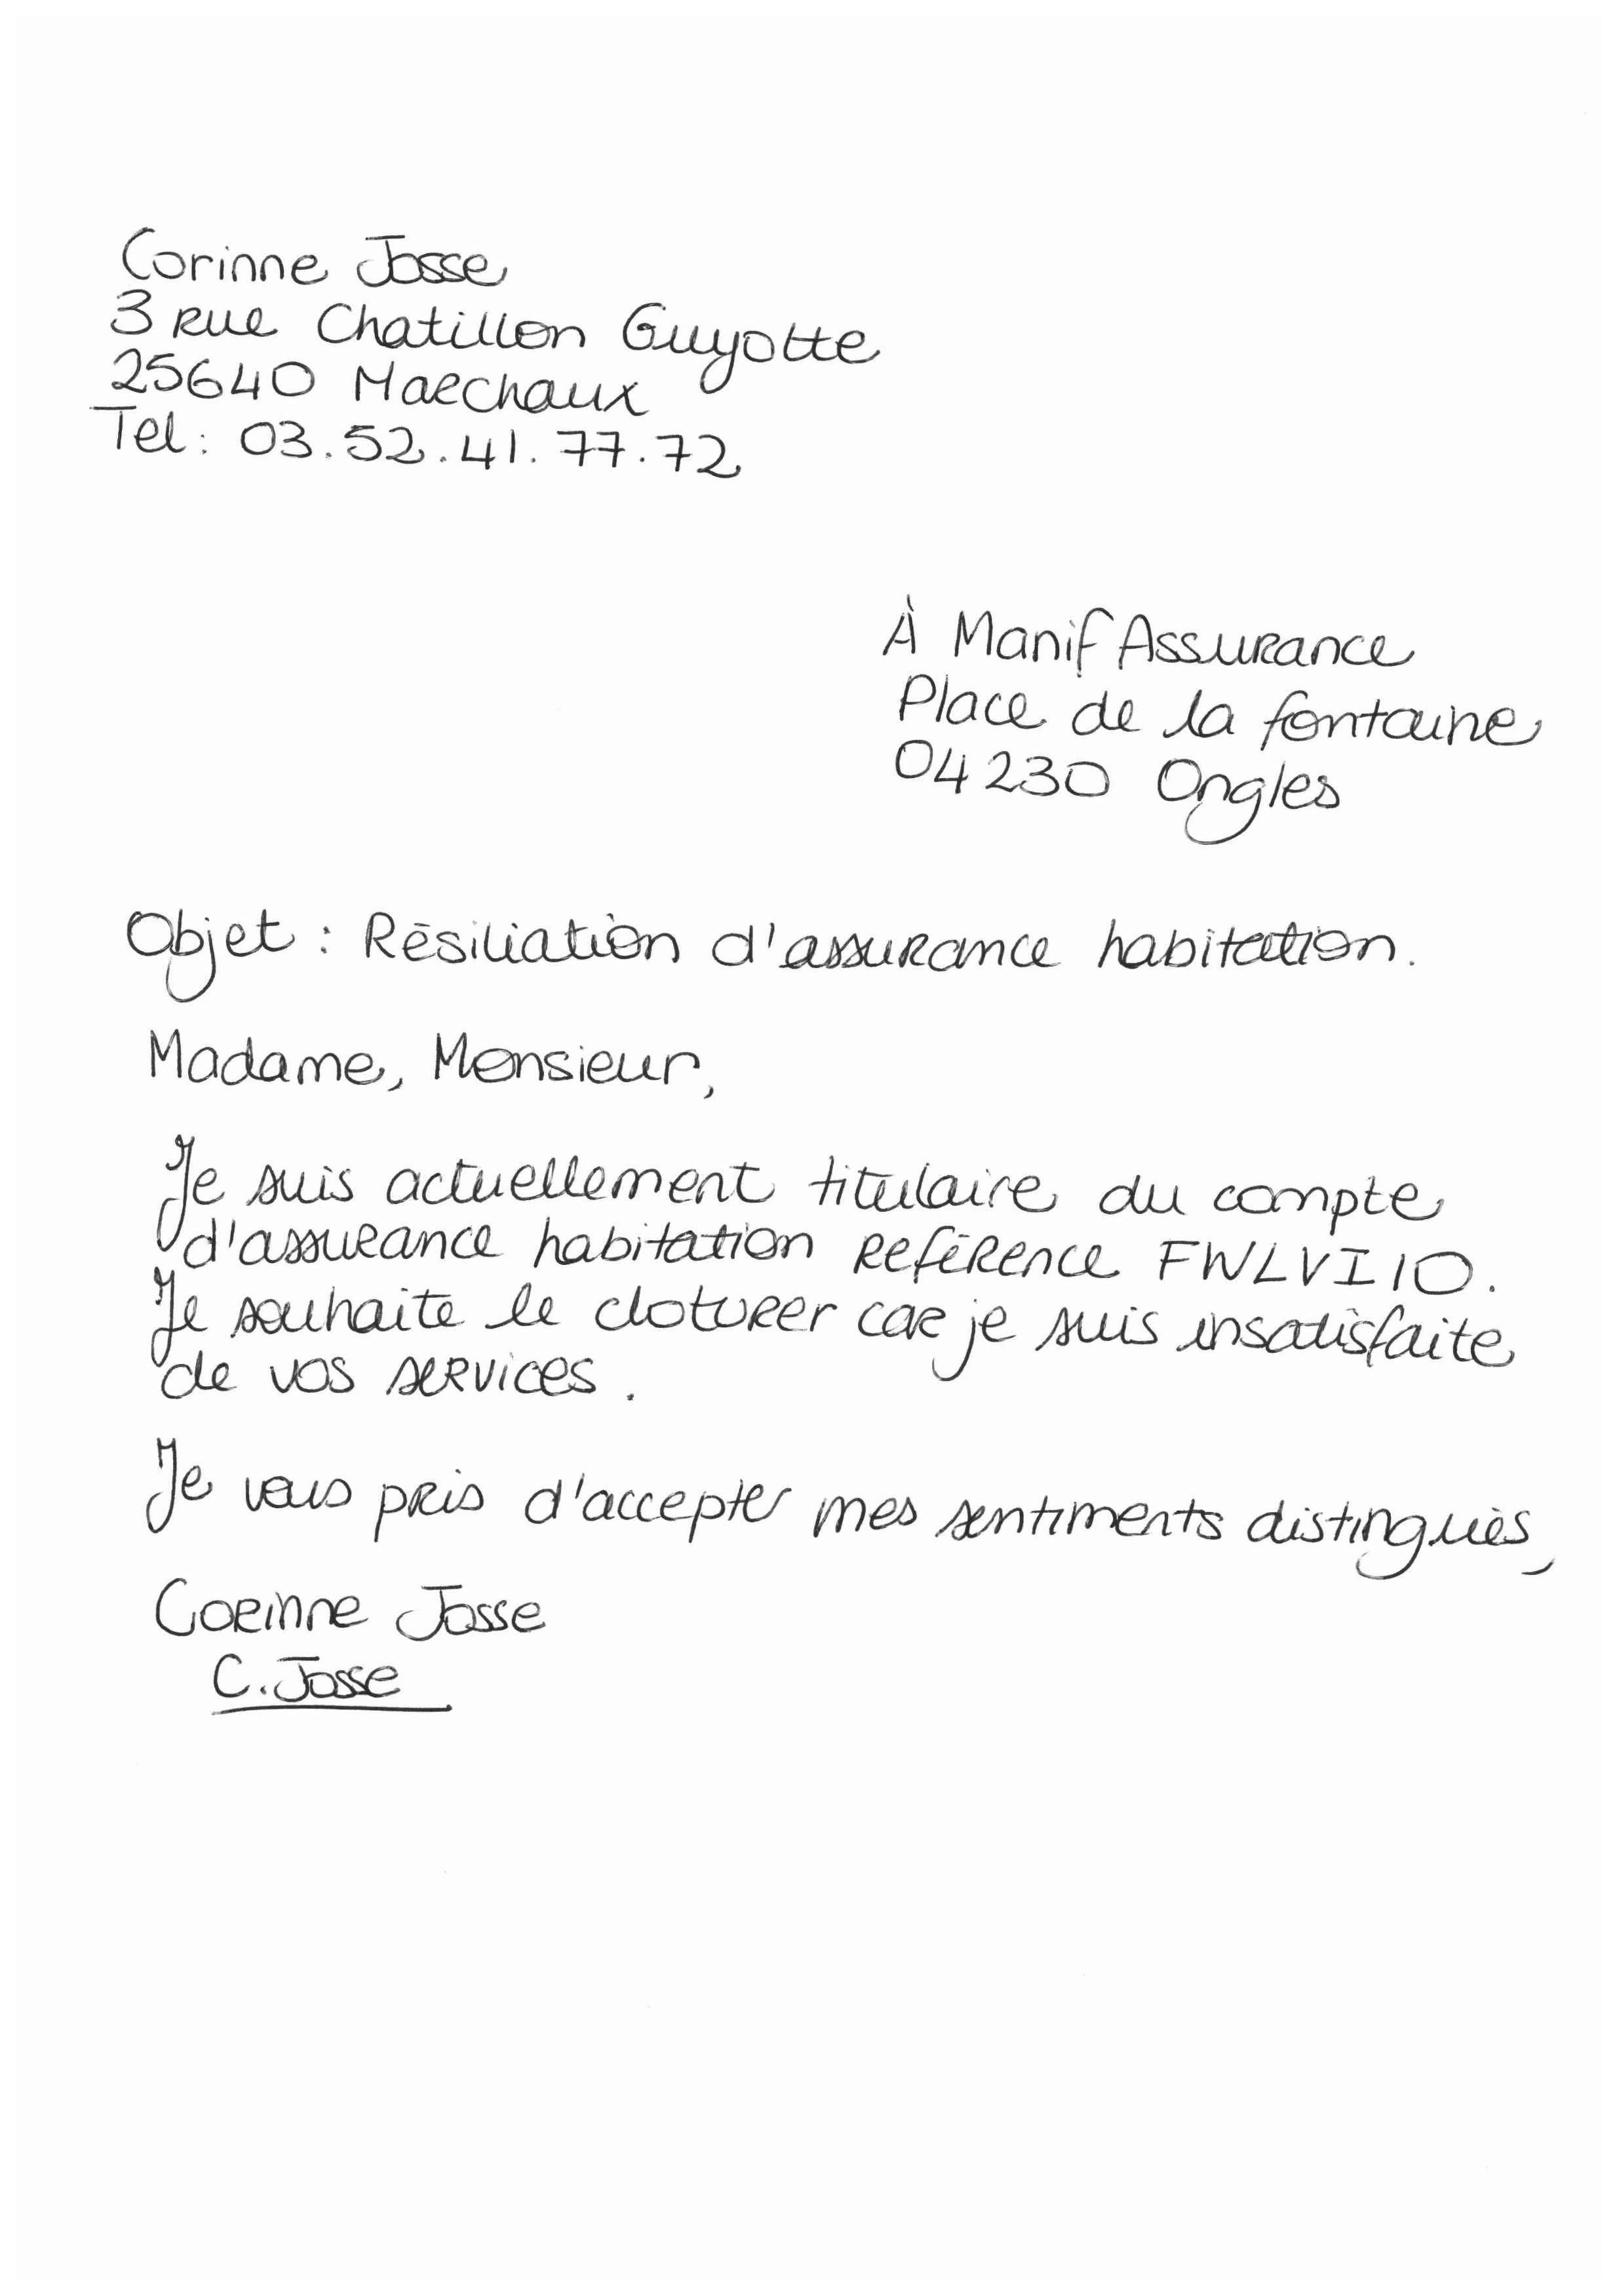 Corinne Josse
3 rue Chatillon Guyotte
25640 Marchaux
Tel : 03.52.41.77.72
À Manif Assurance
Place de la fontaine
04230 Ongles
Objet : Résiliation d'assurance habitation.
Madame, Monsieur,
Je suis actuellement titulaire du compte
d'assurance habitation référence FWLVI10.
Je souhaite le cloturer car je suis insatisfaite
de vos services.
Je vous pris d'accepter mes sentiments distingués,
Corinne Josse
C. Josse